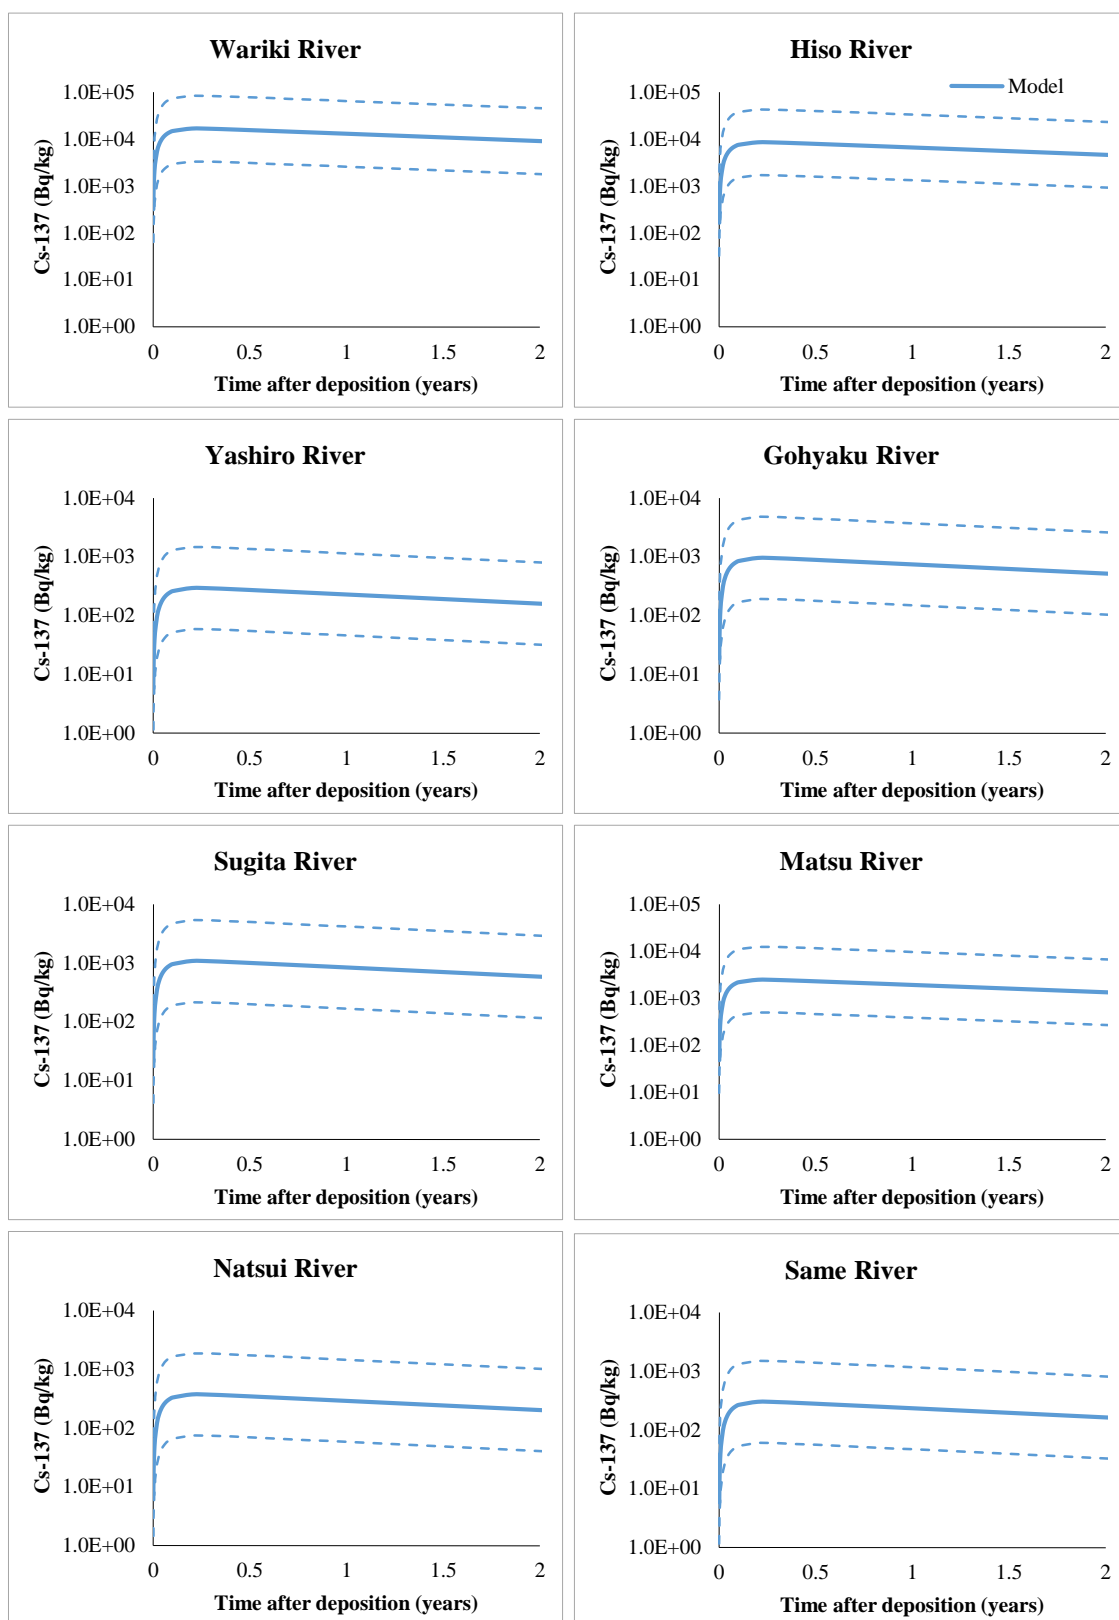 Wariki River
1.0E+05
1.0E+04
1.0E+03
1.0E+02
1.0E+01
1.0E+00
Cs-137 (Bq/kg)
0 0.5 1 1.5 2
Time after deposition (years)
Hiso River
Model
1.0E+05
1.0E+04
1.0E+03
1.0E+02
1.0E+01
1.0E+00
Cs-137 (Bq/kg)
0 0.5 1 1.5 2
Time after deposition (years)
Yashiro River
1.0E+04
1.0E+03
1.0E+02
1.0E+01
1.0E+00
Cs-137 (Bq/kg)
0 0.5 1 1.5 2
Time after deposition (years)
Gohyaku River
1.0E+04
1.0E+03
1.0E+02
1.0E+01
1.0E+00
Cs-137 (Bq/kg)
0 0.5 1 1.5 2
Time after deposition (years)
Sugita River
1.0E+04
1.0E+03
1.0E+02
1.0E+01
1.0E+00
Cs-137 (Bq/kg)
0 0.5 1 1.5 2
Time after deposition (years)
Matsu River
1.0E+05
1.0E+04
1.0E+03
1.0E+02
1.0E+01
1.0E+00
Cs-137 (Bq/kg)
0 0.5 1 1.5 2
Time after deposition (years)
Natsui River
1.0E+04
1.0E+03
1.0E+02
1.0E+01
1.0E+00
Cs-137 (Bq/kg)
0 0.5 1 1.5 2
Time after deposition (years)
Same River
1.0E+04
1.0E+03
1.0E+02
1.0E+01
1.0E+00
Cs-137 (Bq/kg)
0 0.5 1 1.5 2
Time after deposition (years)